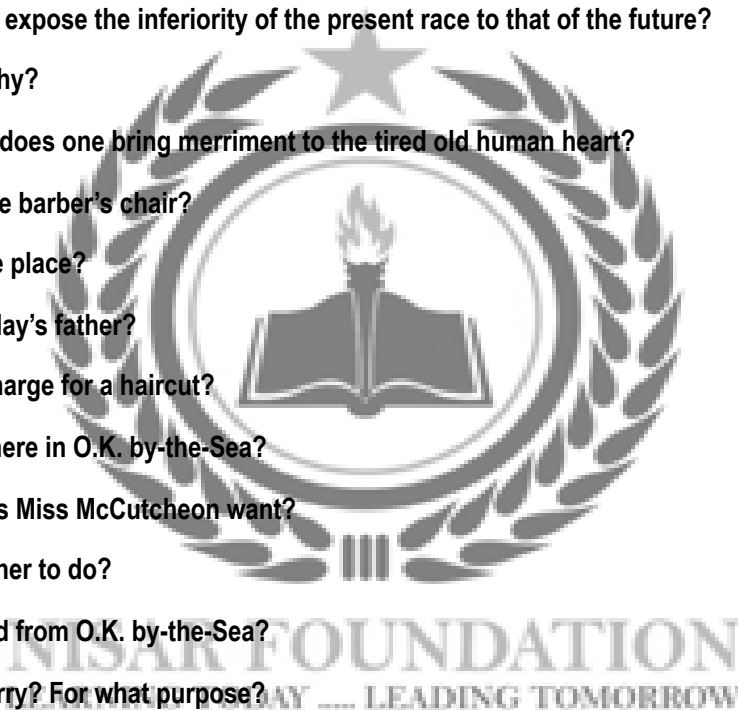 expose the inferiority of the present race to that of the future?
hy?
does one bring merriment to the tired old human heart?
e barber's chair?
e place?
lay's father?
harge for a haircut?
here in O.K. by-the-Sea?
s Miss McCutcheon want?
her to do?
d from O.K. by-the-Sea?
NISAR FOUNDATION
rry? For what purpose?
DAY ..... LEADING TOMORROW